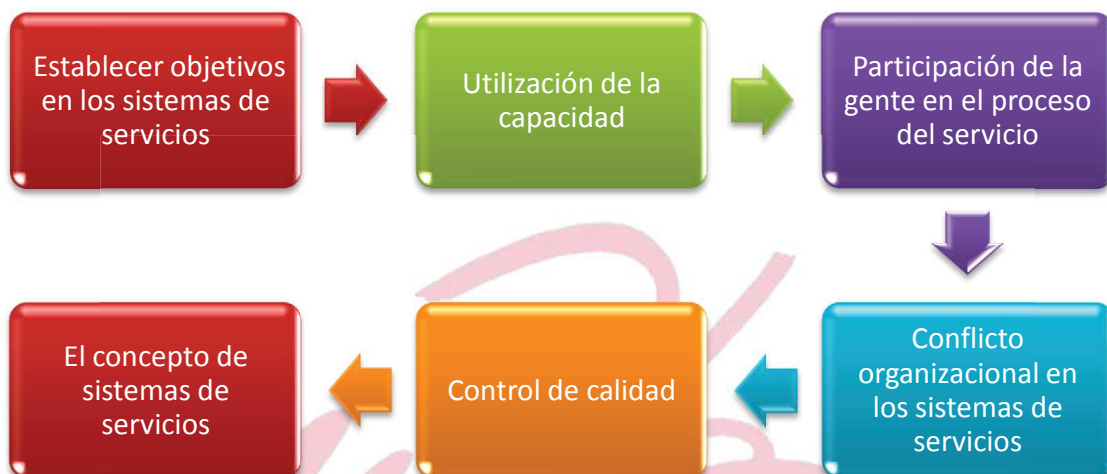 Establecer objetivos
en los sistemas de
servicios
Utilización de la
capacidad
Participación de la
gente en el proceso
del servicio
Conflicto
organizacional en
los sistemas de
servicios
Control de calidad
El concepto de
sistemas de
servicios